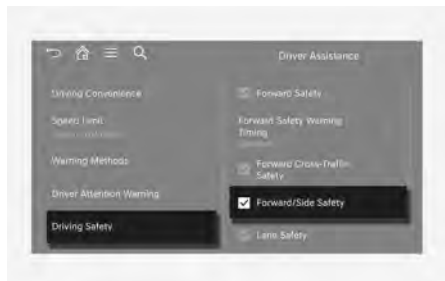 Driver Assistance
Driving Convenience
Speed Limit
Warning Methods
Driver Attention Warning
Driving Safety
Forward Safety
Forward Safety Warning
Timing
Forward Cross-Traffic
Safety
Forward/Side Safety
Lane Safety